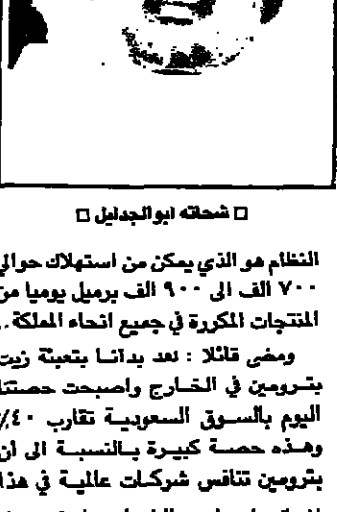 □ شحاته ابو الجدايل □
النظام هو الذي يمكن من استهلاك حوالي
٧٠٠ الف الى ٩٠٠ الف برميل يوميا من
المنتجات المكررة في جميع انحاء المملكة ..
ومضى قائلا : لقد بدانا بتعبئة زيت
بترومين في الخارج واصبحت حصتنا
اليوم بالسوق السعودية تقارب ٤٠٪
وهذه حصة كبيرة بالنسبة الى ان
بترومين تنافس شركات عالمية في هذا